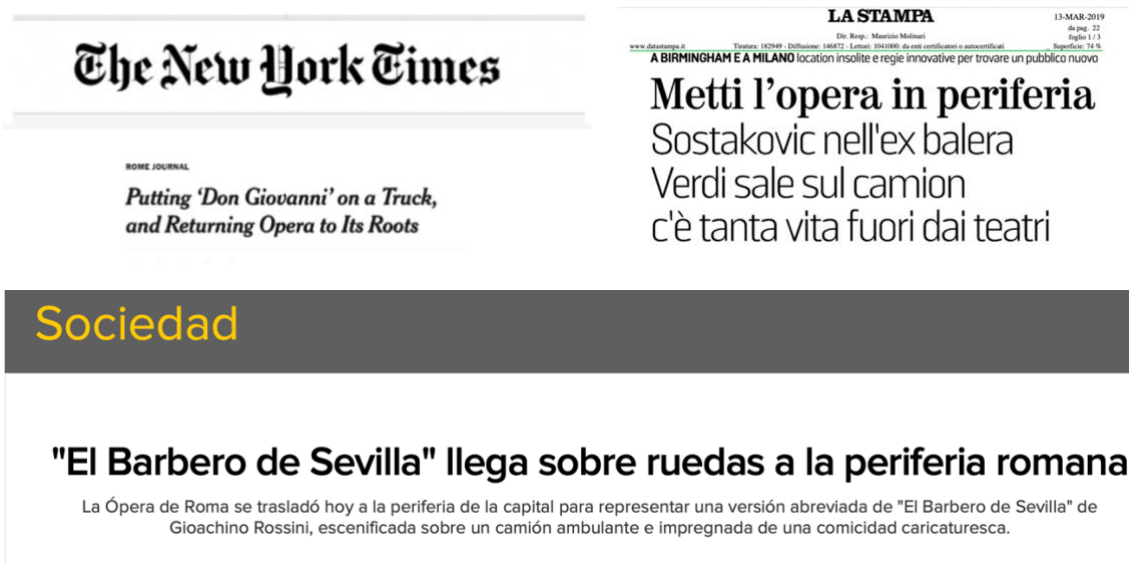 The New York Times
ROME JOURNAL
Putting ‘Don Giovanni’ on a Truck,
and Returning Opera to Its Roots
LA STAMPA
13-MAR-2019
Dir. Resp.: Maurizio Molinari
da pag. 22
foglio 1 / 3
www.datastampa.it
Tiratura: 182949 - Diffusione: 146872 - Lettori: 1041000: da enti certificatori o autocertificati
Superficie: 74 %
A BIRMINGHAM E A MILANO location insolite e regie innovative per trovare un pubblico nuovo
Metti l’opera in periferia
Sostakovic nell'ex balera
Verdi sale sul camion
c'è tanta vita fuori dai teatri
Sociedad
"El Barbero de Sevilla" llega sobre ruedas a la periferia romana
La Ópera de Roma se trasladó hoy a la periferia de la capital para representar una versión abreviada de "El Barbero de Sevilla" de
Gioachino Rossini, escenificada sobre un camión ambulante e impregnada de una comicidad caricaturesca.